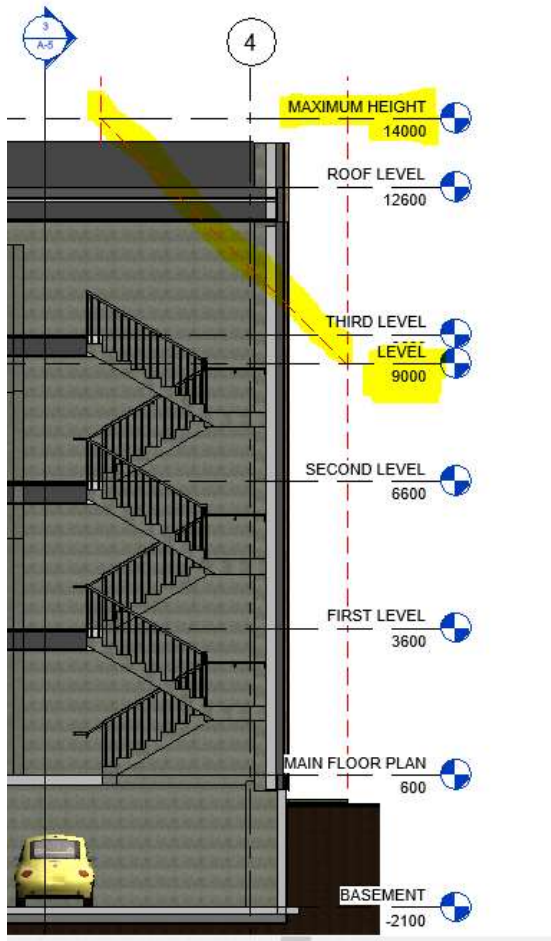 3
A-5
4
MAXIMUM HEIGHT
14000
ROOF LEVEL
12600
THIRD LEVEL
LEVEL
9000
SECOND LEVEL
6600
FIRST LEVEL
3600
MAIN FLOOR PLAN
600
BASEMENT
-2100